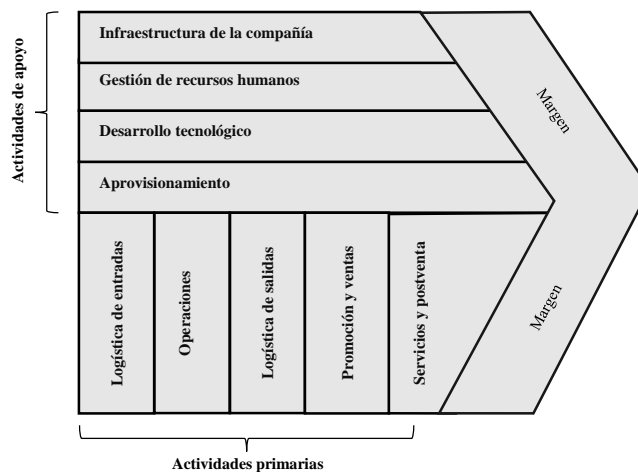 Infraestructura de la compañía
Gestión de recursos humanos
Desarrollo tecnológico
Aprovisionamiento
Actividades de apoyo
Margen
Logística de entradas
Operaciones
Logística de salidas
Promoción y ventas
Servicios y postventa
Margen
Actividades primarias